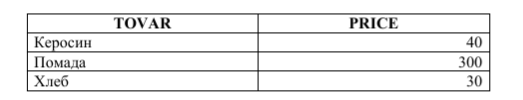 TOVAR PRICE
Керосин 40
Помада 300
Хлеб 30